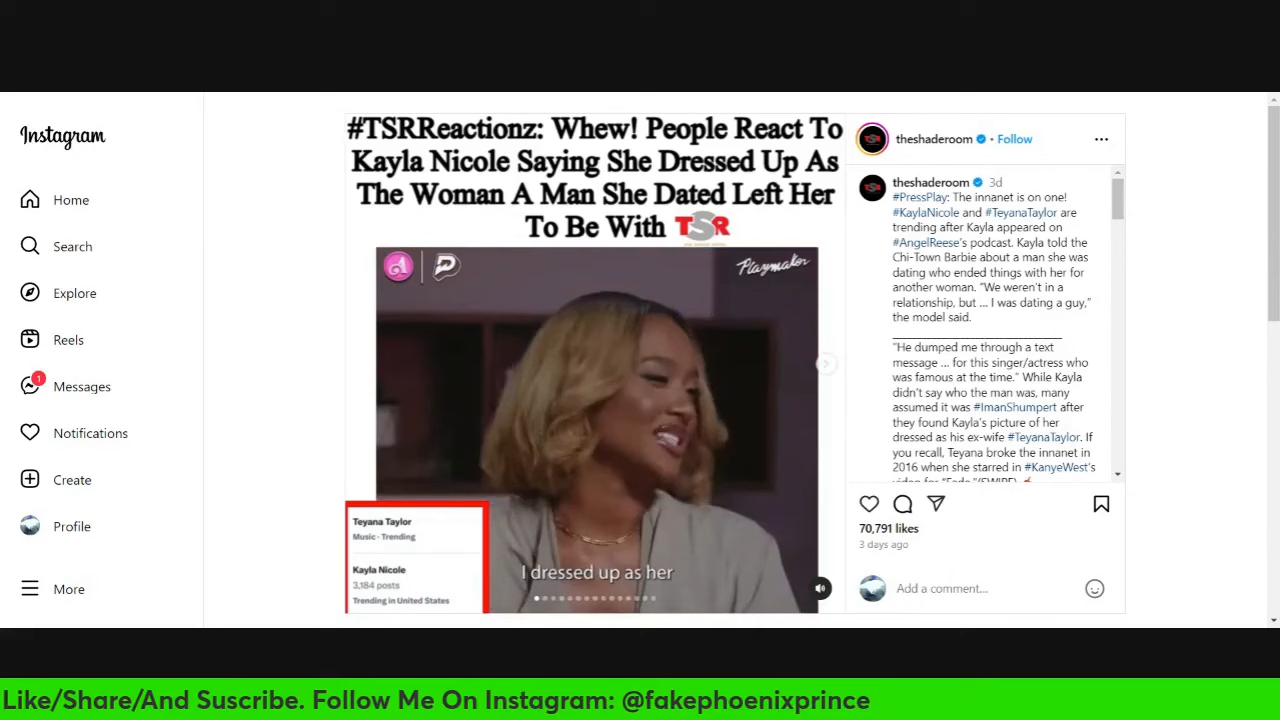 Instagram
Home
Search
Explore
Reels
1
Messages
Notifications
Create
Profile
More
#TSRReactionz: Whew! People React To
Kayla Nicole Saying She Dressed Up As
The Woman A Man She Dated Left Her
To Be With TSR
Playmaker
I dressed up as her
Teyana Taylor
Music · Trending
Kayla Nicole
3,184 posts
Trending in United States
theshaderoom • Follow
theshaderoom 3d
#PressPlay: The innanet is on one!
#KaylaNicole and #TeyanaTaylor are
trending after Kayla appeared on
#AngelReese's podcast. Kayla told the
Chi-Town Barbie about a man she was
dating who ended things with her for
another woman. "We weren't in a
relationship, but ... I was dating a guy,"
the model said.
"He dumped me through a text
message ... for this singer/actress who
was famous at the time." While Kayla
didn't say who the man was, many
assumed it was #ImanShumpert after
they found Kayla's picture of her
dressed as his ex-wife #TeyanaTaylor. If
you recall, Teyana broke the innanet in
2016 when she starred in #KanyeWest's
video for "Fade."(SWIPE)
70,791 likes
3 days ago
Add a comment...
Like/Share/And Suscribe. Follow Me On Instagram: @fakephoenixprince